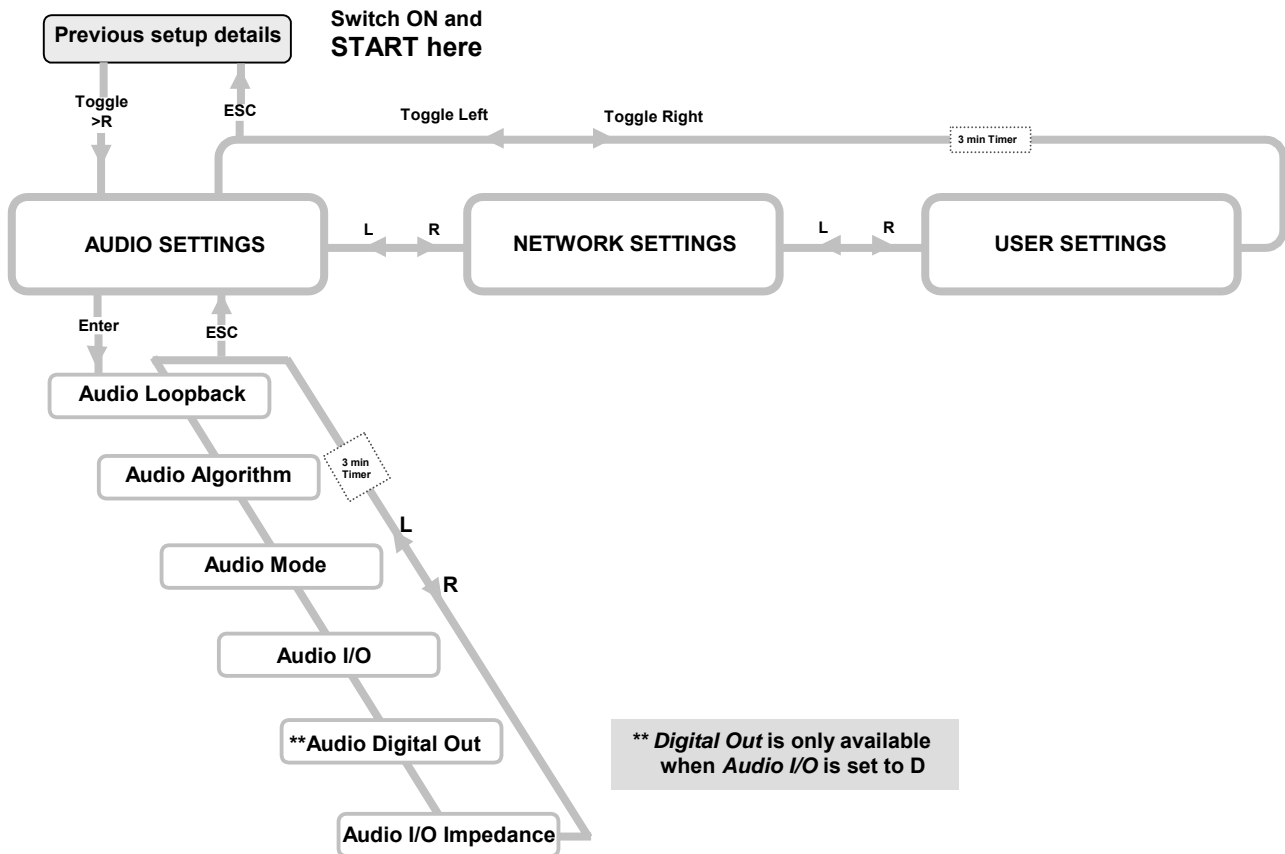 Previous setup details
Switch ON and
START here
Toggle
>R
ESC
Toggle Left
Toggle Right
3 min Timer
AUDIO SETTINGS
L
R
NETWORK SETTINGS
L
R
USER SETTINGS
Enter
ESC
Audio Loopback
Audio Algorithm
3 min
Timer
L
R
Audio Mode
Audio I/O
**Audio Digital Out
** Digital Out is only available
when Audio I/O is set to D
Audio I/O Impedance